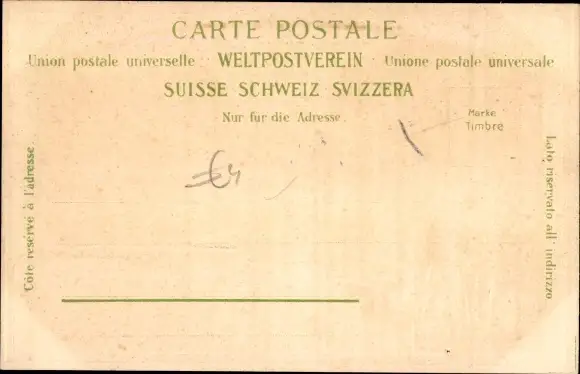 CARTE POSTALE
Union postale universelle · WELTPOSTVEREIN · Unione postale universale
SUISSE SCHWEIZ SVIZZERA
Nur für die Adresse.
Marke
Timbre
Côté réservé à l'adresse
Lato riservato all' indirizzo
€4